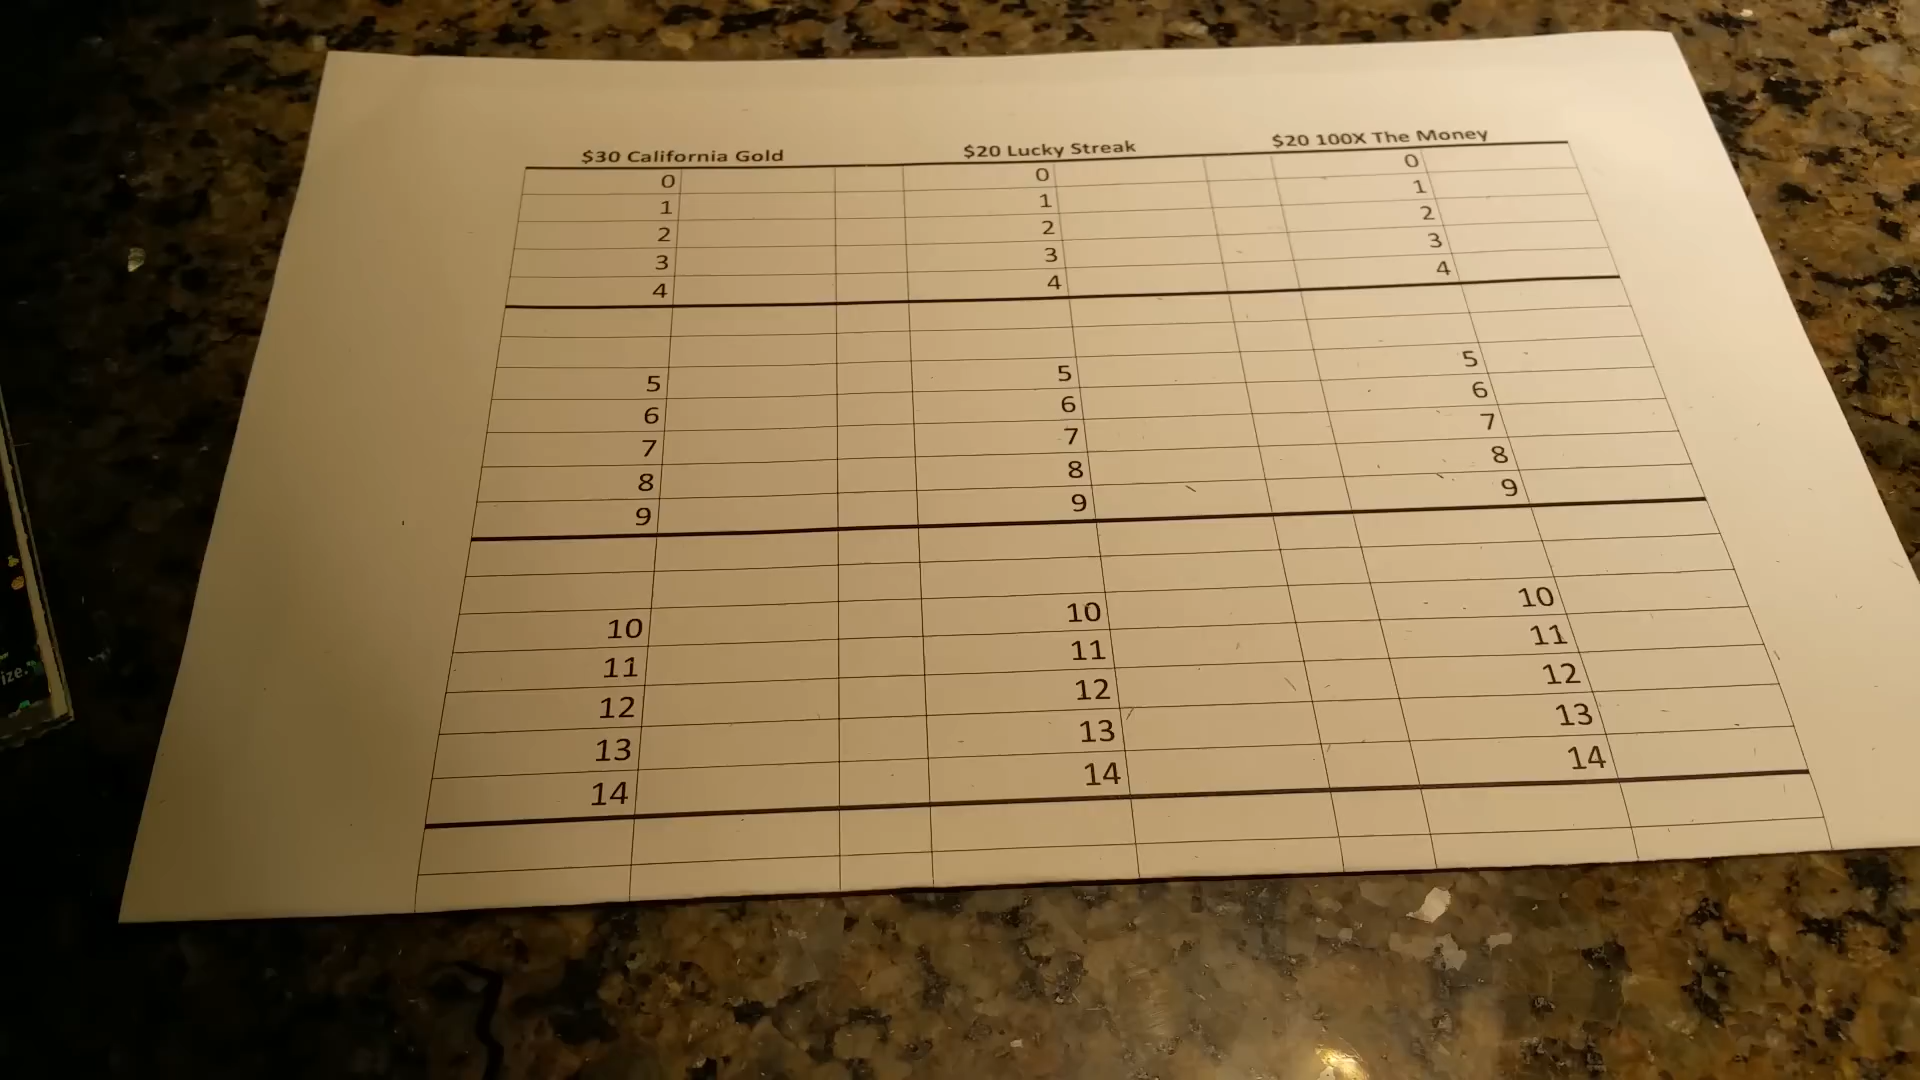 $30 California Gold $20 Lucky Streak $20 100X The Money
0 0 0
1 1 1
2 2 2
3 3 3
4 4 4
5 5 5
6 6 6
7 7 7
8 8 8
9 9 9
10 10 10
11 11 11
12 12 12
13 13 13
14 14 14
ize.